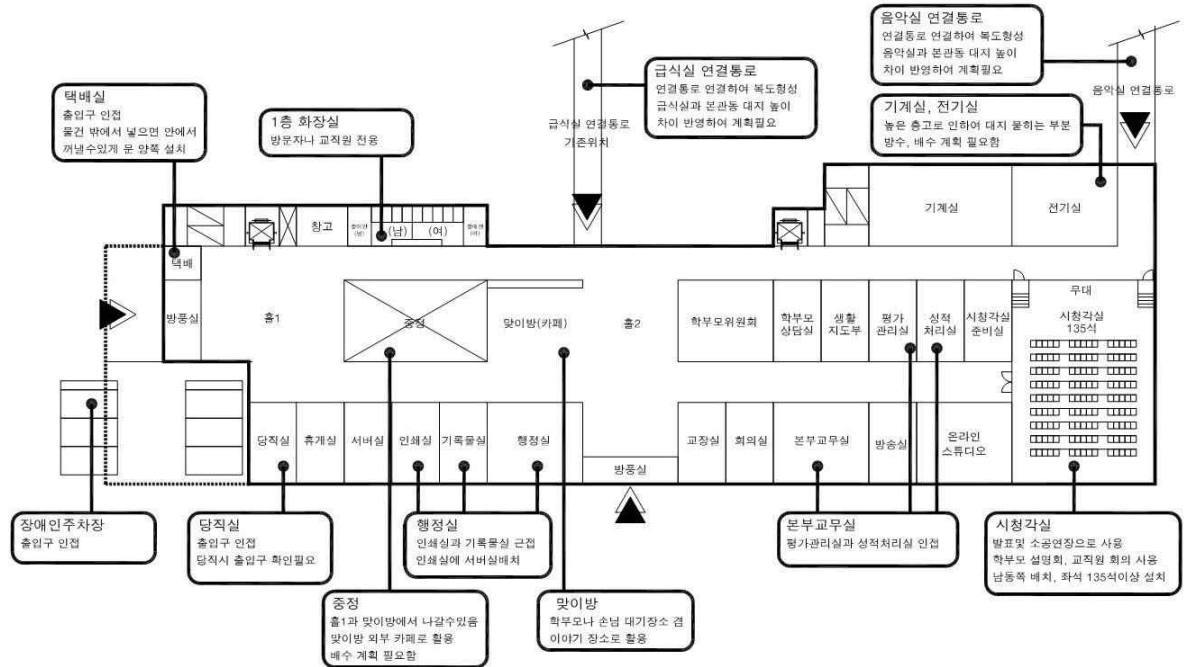 음악실 연결통로
연결통로 연결하여 복도형성
음악실과 본관동 대지 높이
차이 반영하여 계획필요
급식실 연결통로
연결통로 연결하여 복도형성
급식실과 본관동 대지 높이
차이 반영하여 계획필요
택배실
출입구 인접
물건 밖에서 넣으면 안에서
꺼낼수있게 문 양쪽 설치
1층 화장실
방문자나 교직원 전용
급식실 연결통로
기존위치
음악실 연결통로
기계실, 전기실
높은 층고로 인하여 대지 묻히는 부분
방수, 배수 계획 필요함
창고
(남)
(여)
기계실
전기실
택배
방풍실
홀1
중정
맞이방(카페)
홀2
학부모위원회
학부모
상담실
생활
지도부
평가
관리실
성적
처리실
시청각실
준비실
무대
시청각실
135석
당직실
휴게실
서버실
인쇄실
기록물실
행정실
방풍실
교장실
회의실
본부교무실
방송실
온라인
스튜디오
장애인주차장
출입구 인접
당직실
출입구 인접
당직시 출입구 확인필요
행정실
인쇄실과 기록물실 근접
인쇄실에 서버실배치
본부교무실
평가관리실과 성적처리실 인접
시청각실
발표및 소공연장으로 사용
학부모 설명회, 교직원 회의 사용
남동쪽 배치, 좌석 135석이상 설치
중정
홀1과 맞이방에서 나갈수있음
맞이방 외부 카페로 활용
배수 계획 필요함
맞이방
학부모나 손님 대기장소 겸
이야기 장소로 활용